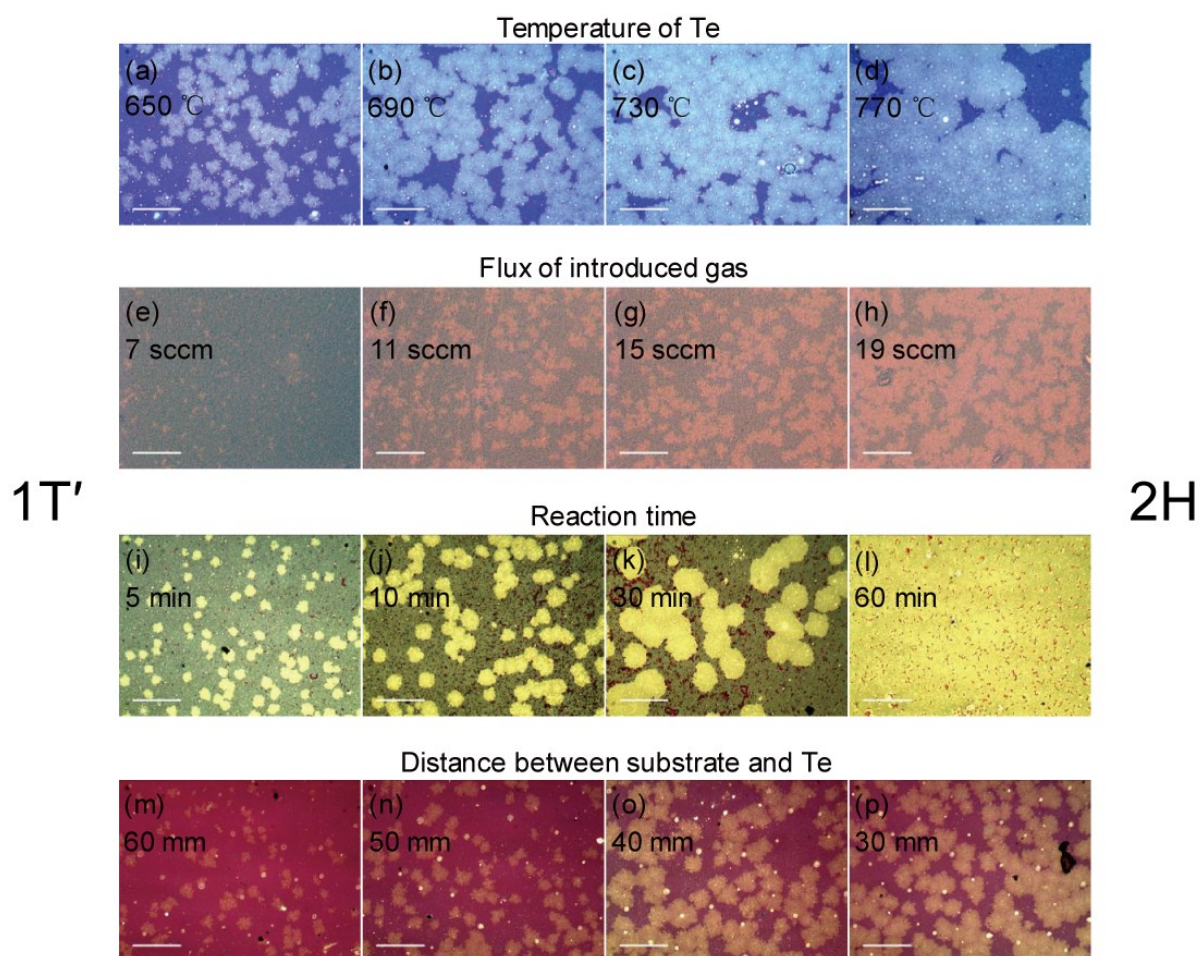 Temperature of Te
(a)
650 ℃
(b)
690 ℃
(c)
730 ℃
(d)
770 ℃
Flux of introduced gas
(e)
7 sccm
(f)
11 sccm
(g)
15 sccm
(h)
19 sccm
1T′
2H
Reaction time
(i)
5 min
(j)
10 min
(k)
30 min
(l)
60 min
Distance between substrate and Te
(m)
60 mm
(n)
50 mm
(o)
40 mm
(p)
30 mm